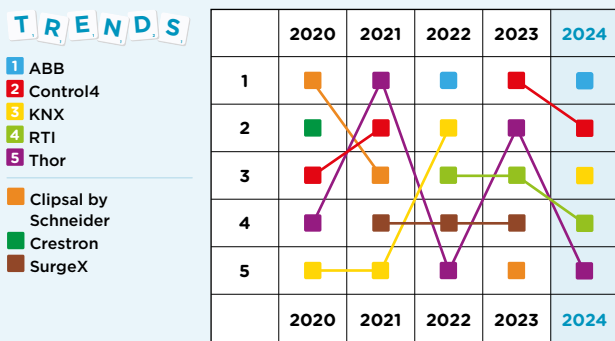 TRENDS
1 ABB
2 Control4
3 KNX
4 RTI
5 Thor
Clipsal by
Schneider
Crestron
SurgeX
2020 2021 2022 2023 2024
1
2
3
4
5
2020 2021 2022 2023 2024